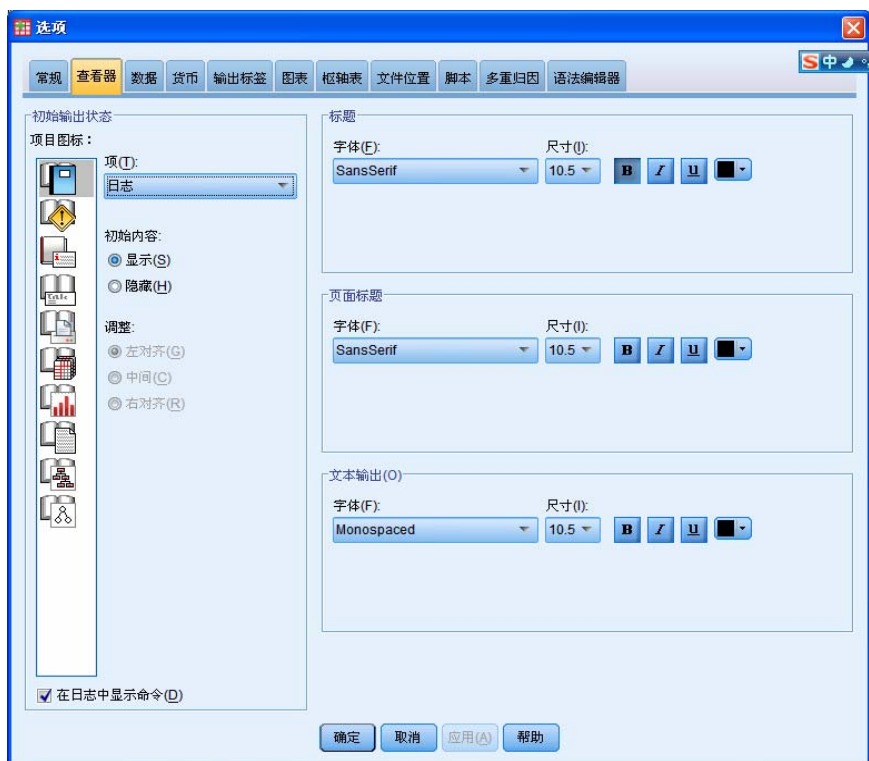 选项
常规 查看器 数据 货币 输出标签 图表 枢轴表 文件位置 脚本 多重归因 语法编辑器
中
初始输出状态
项目图标：
项(T):
日志
初始内容:
显示(S)
隐藏(H)
调整:
左对齐(G)
中间(C)
右对齐(R)
在日志中显示命令(D)
标题
字体(F): 尺寸(I):
SansSerif 10.5 B I U
页面标题
字体(F): 尺寸(I):
SansSerif 10.5 B I U
文本输出(O)
字体(F): 尺寸(I):
Monospaced 10.5 B I U
确定 取消 应用(A) 帮助